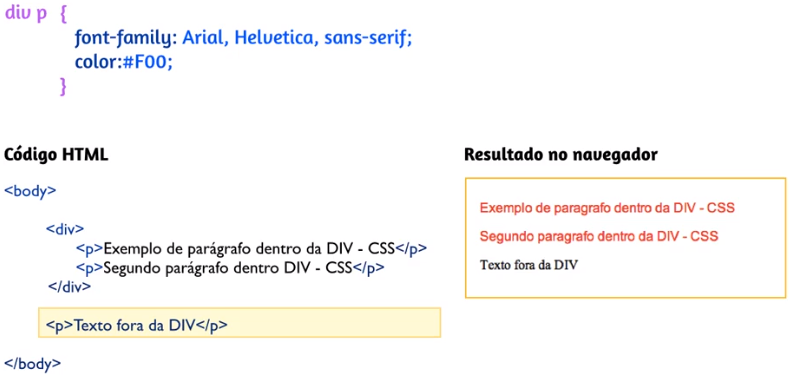 div p {
font-family: Arial, Helvetica, sans-serif;
color:#F00;
}
Código HTML
<body>
<div>
<p>Exemplo de parágrafo dentro da DIV - CSS</p>
<p>Segundo parágrafo dentro DIV - CSS</p>
</div>
<p>Texto fora da DIV</p>
</body>
Resultado no navegador
Exemplo de paragrafo dentro da DIV - CSS
Segundo paragrafo dentro da DIV - CSS
Texto fora da DIV